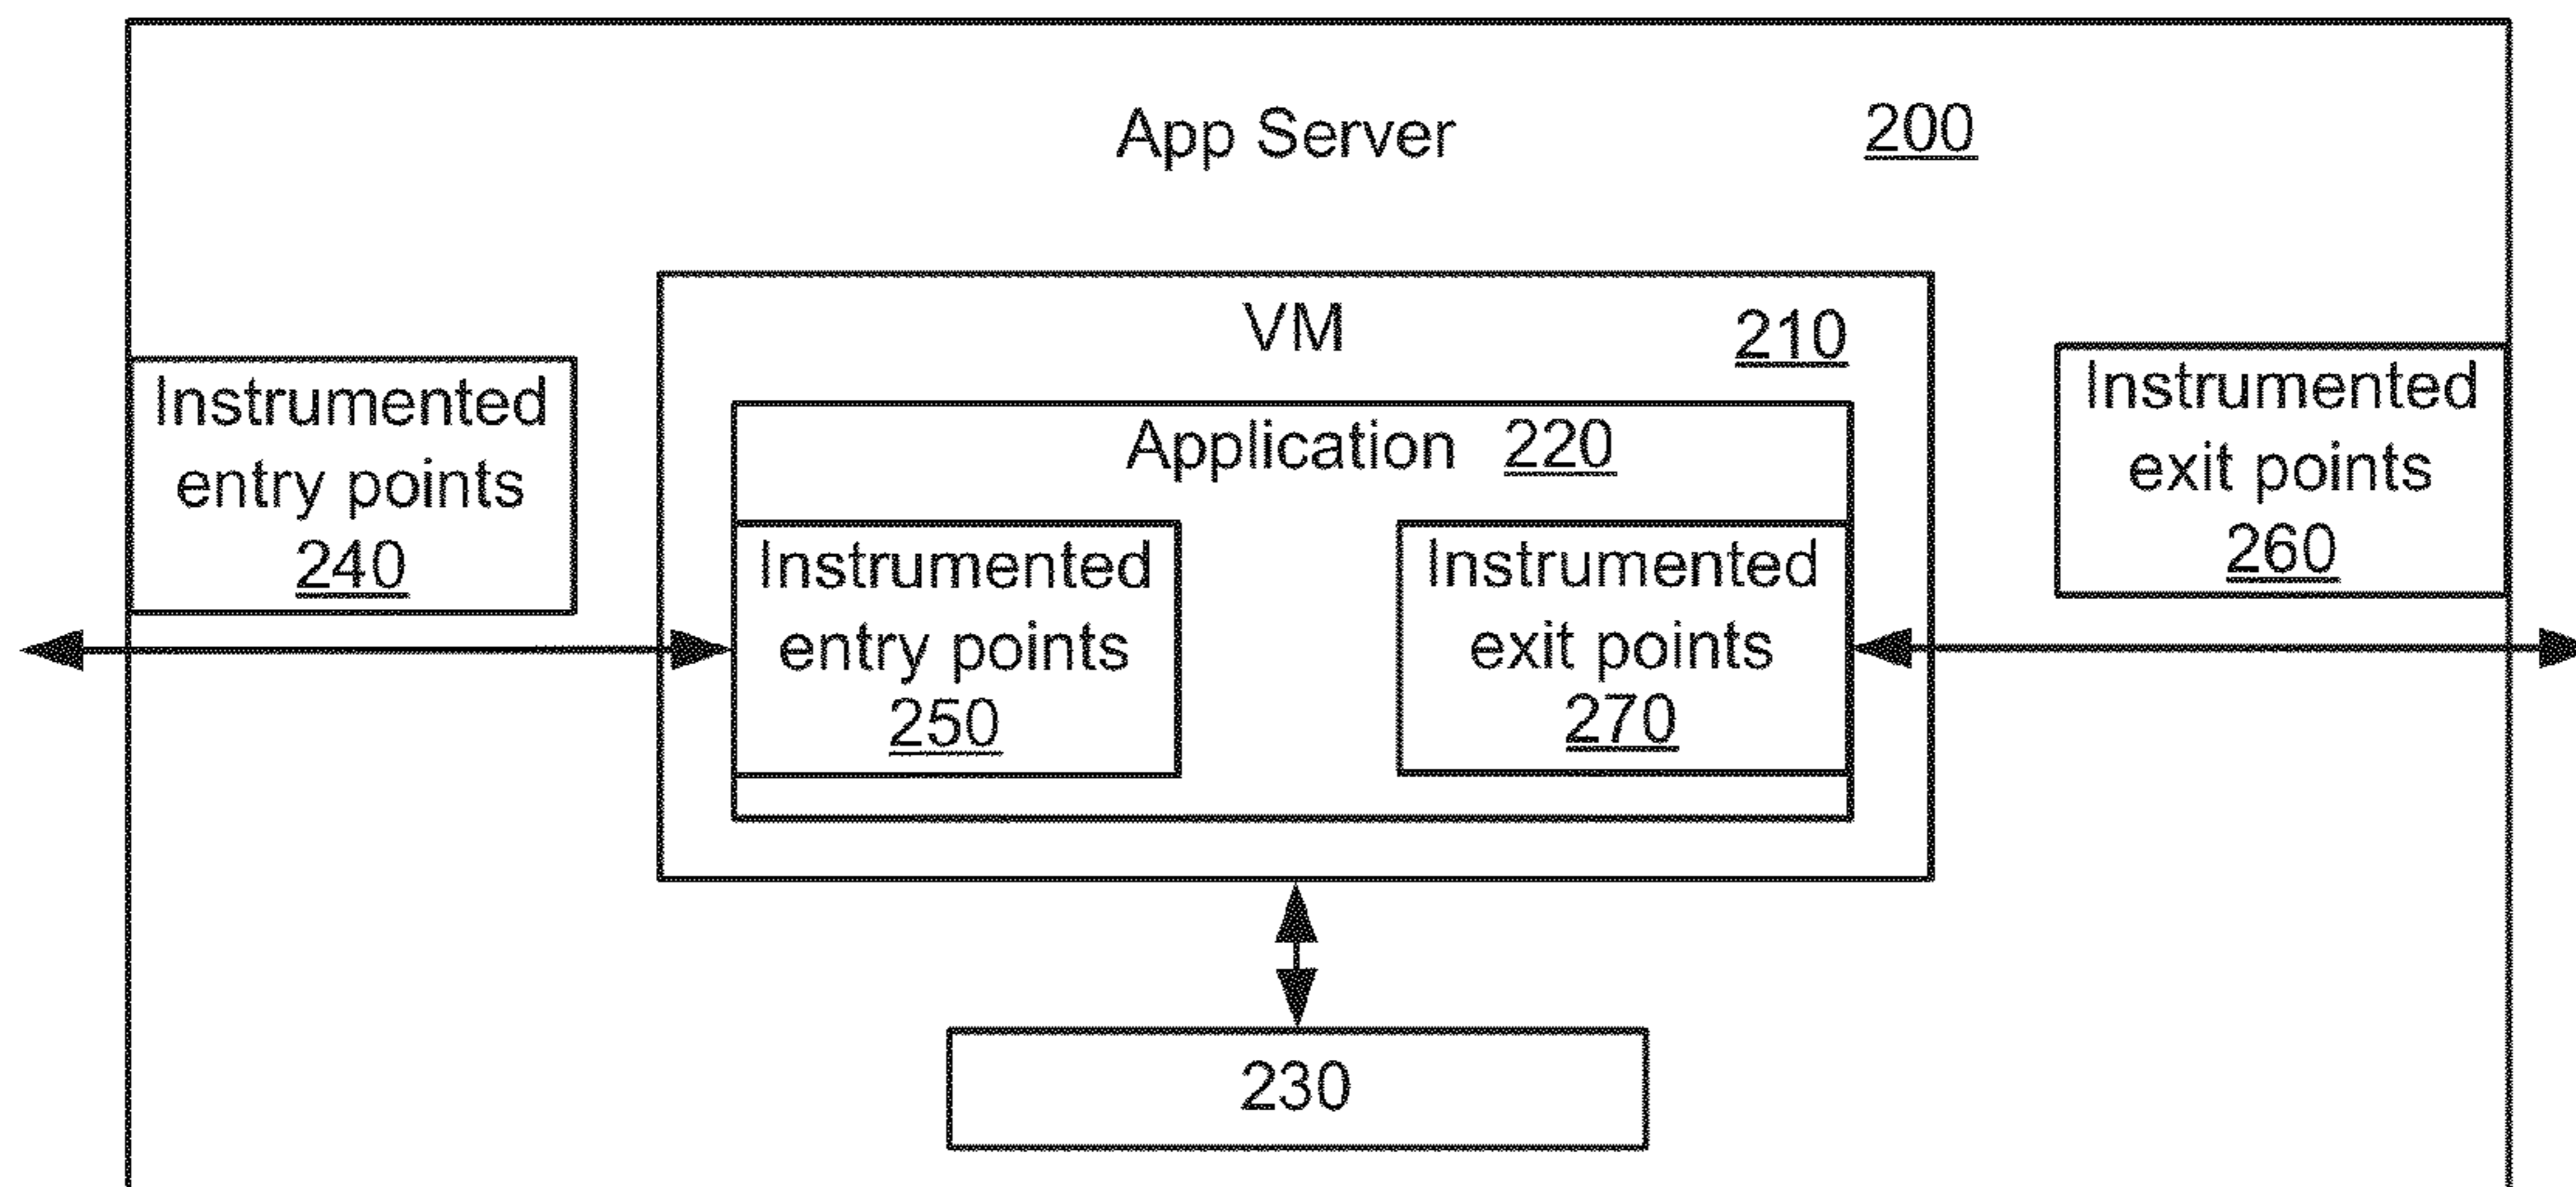 App Server 200
VM 210
Instrumented
entry points
240
Application 220
Instrumented
exit points
260
Instrumented
entry points
250
Instrumented
exit points
270
230